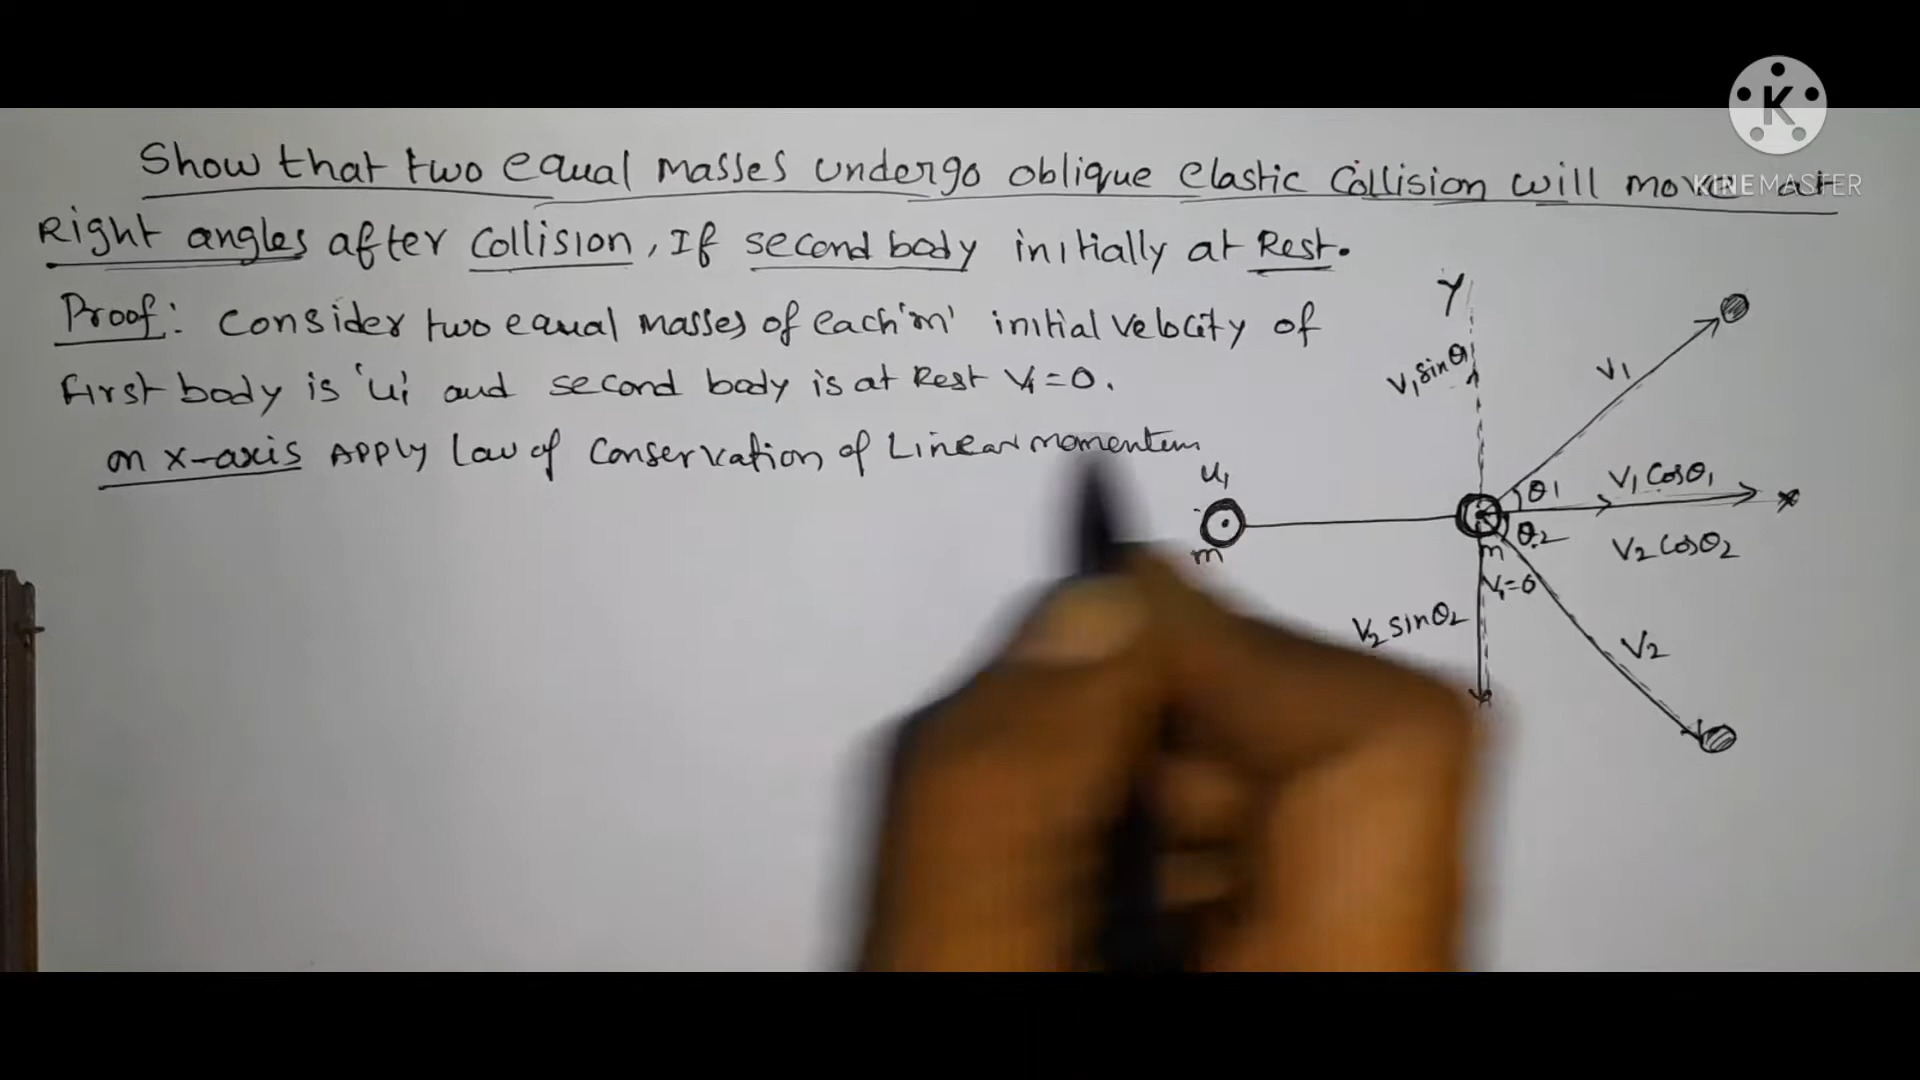 Show that two equal masses undergo oblique elastic Collision will move at
Right angles after Collision, If second body initially at Rest.
Proof: Consider two equal masses of each 'm' initial velocity of
First body is 'u₁' and second body is at Rest V₁=0.
on x-axis Apply Law of Conservation of Linear momentum
Y
V₁ sinθ₁
V₁
u₁
m
θ₁
V₁ Cosθ₁
x
θ₂
V₂ Cosθ₂
m
V₁=0
V₂ sinθ₂
V₂
K
KINEMASTER